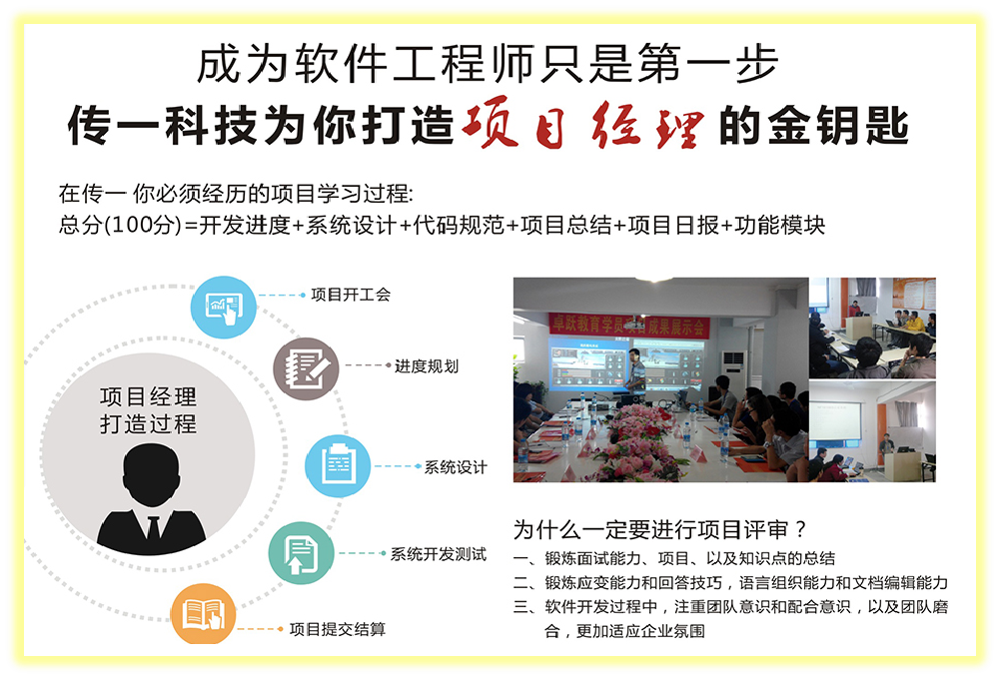 成为软件工程师只是第一步
传一科技为你打造项目经理的金钥匙
在传一 你必须经历的项目学习过程:
总分(100分)=开发进度+系统设计+代码规范+项目总结+项目日报+功能模块
项目经理
打造过程
项目开工会
进度规划
系统设计
系统开发测试
项目提交结算
卓跃教育学员项目成果展示会
为什么一定要进行项目评审？
一、锻炼面试能力、项目、以及知识点的总结
二、锻炼应变能力和回答技巧，语言组织能力和文档编辑能力
三、软件开发过程中，注重团队意识和配合意识，以及团队磨
合，更加适应企业氛围